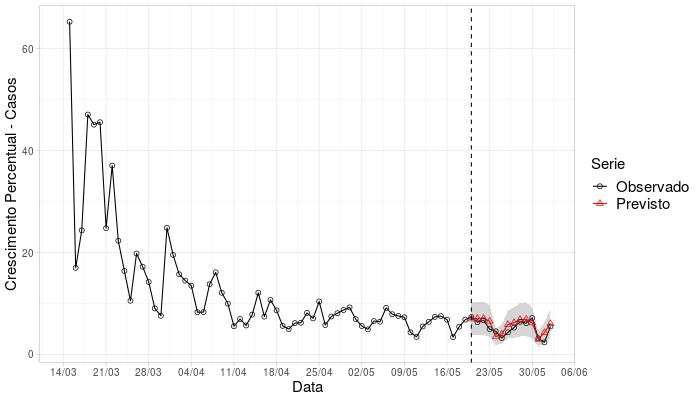 Crescimento Percentual - Casos
60
40
20
0
14/03 21/03 28/03 04/04 11/04 18/04 25/04 02/05 09/05 16/05 23/05 30/05 06/06
Data
Serie
Observado
Previsto